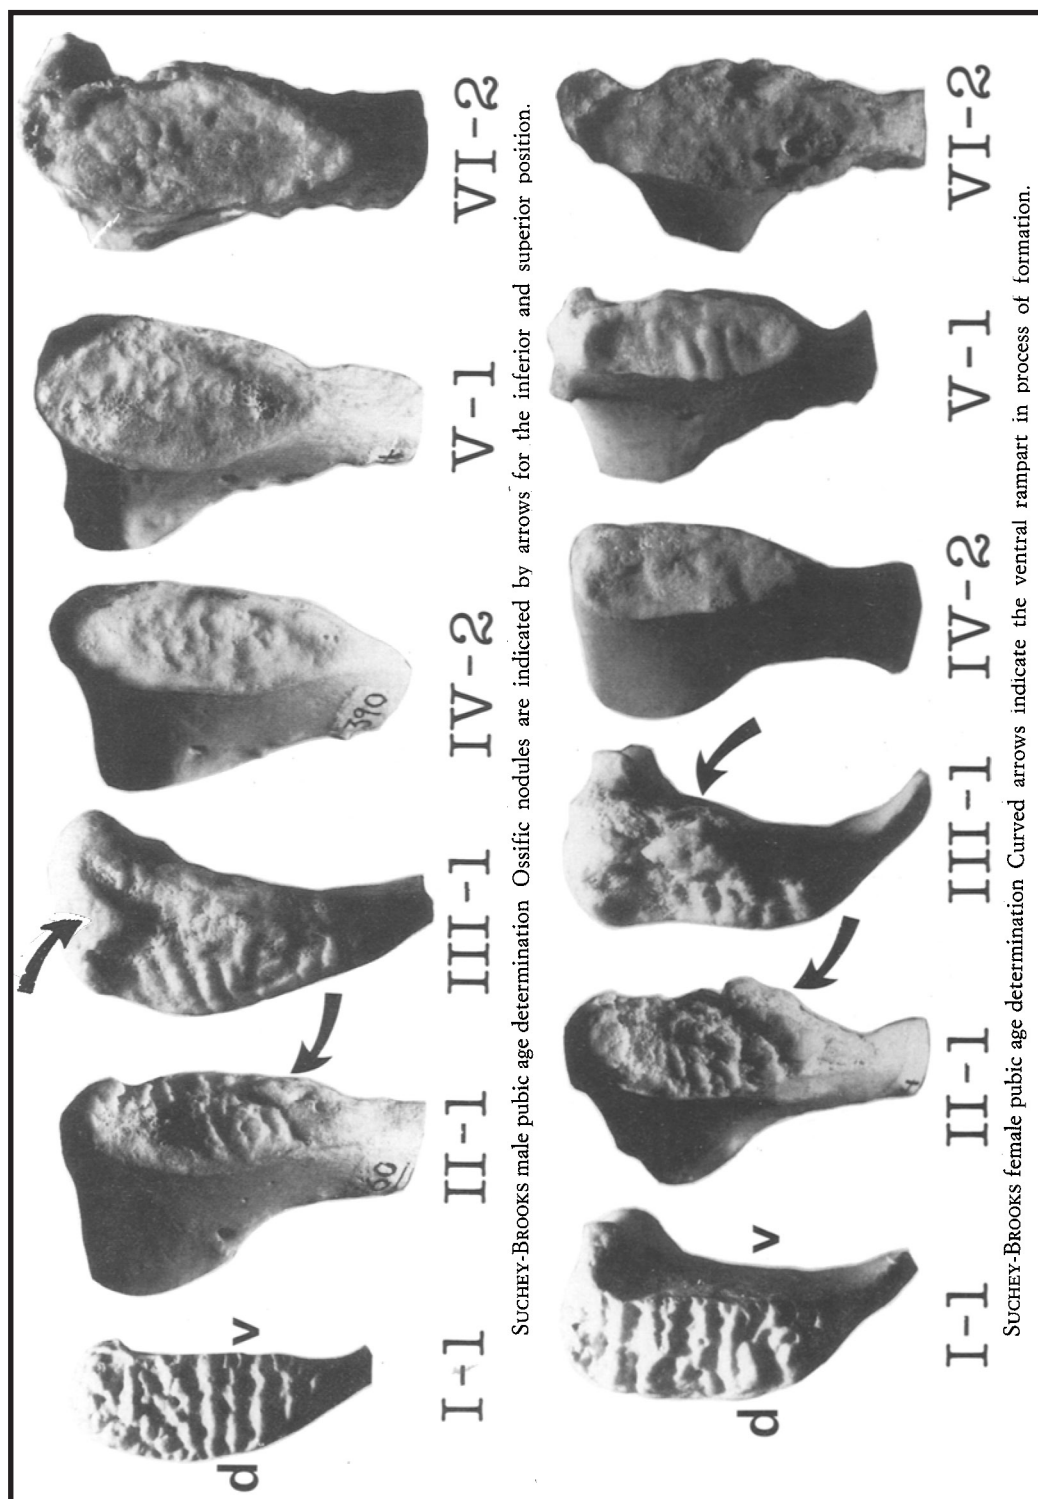 d v
60
390
I-1 II-1 III-1 IV-2 V-1 VI-2
SUCHEY-BROOKS male pubic age determination Ossific nodules are indicated by arrows for the inferior and superior position.
d v
I-1 II-1 III-1 IV-2 V-1 VI-2
SUCHEY-BROOKS female pubic age determination Curved arrows indicate the ventral rampart in process of formation.